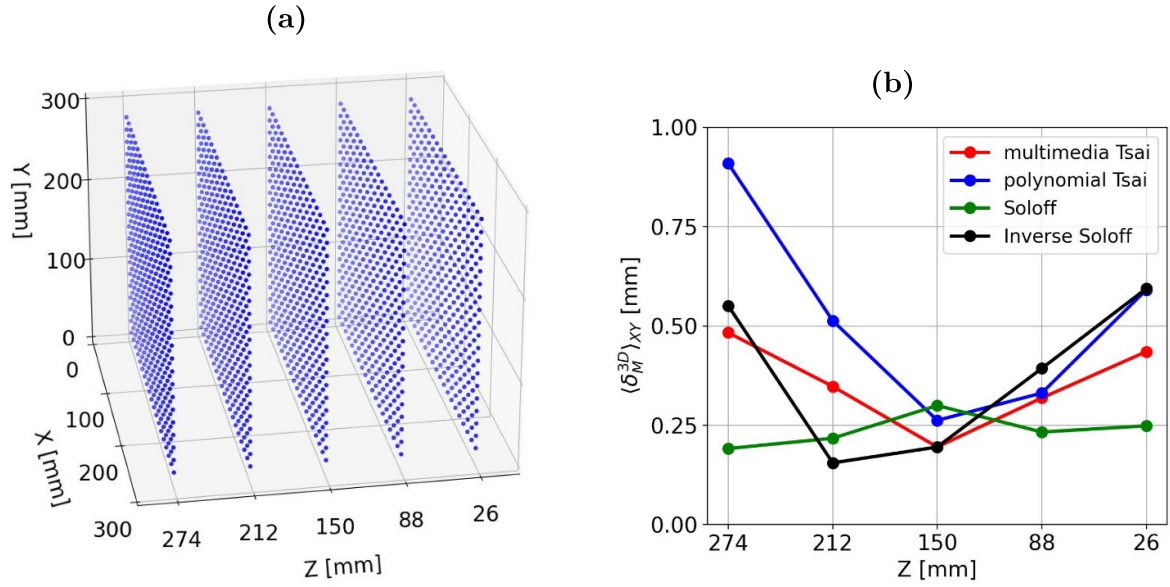 (a)
300
200
100
0
Y [mm]
0
100
200
300
X [mm]
274
212
150
88
26
Z [mm]
(b)
1.00
0.75
0.50
0.25
0.00
⟨δ_M^{3D}⟩_{XY} [mm]
multimedia Tsai
polynomial Tsai
Soloff
Inverse Soloff
274
212
150
88
26
Z [mm]